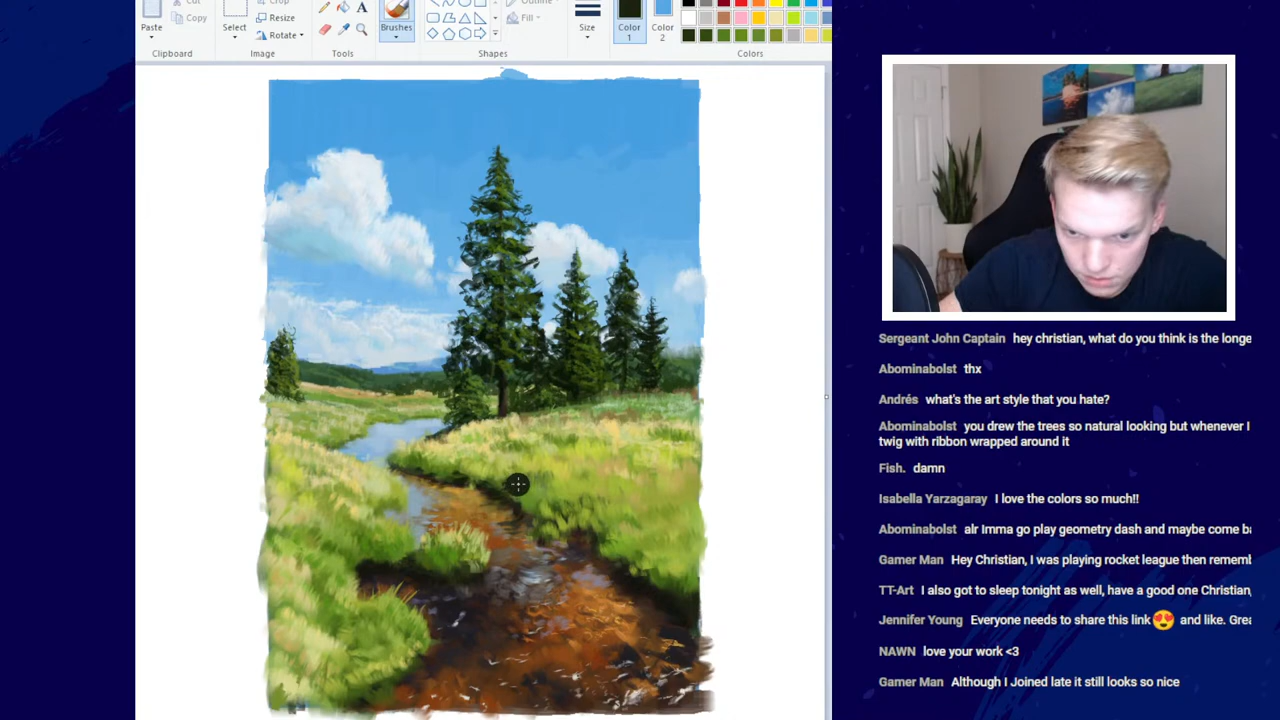 Outline
Crop
Cut
Copy
Resize
Fill
Paste
Select
Rotate
Brushes
Size
Color 1
Color 2
Clipboard
Image
Tools
Shapes
Colors
Sergeant John Captain hey christian, what do you think is the longe
Abominabolst thx
Andrés what's the art style that you hate?
Abominabolst you drew the trees so natural looking but whenever I
twig with ribbon wrapped around it
Fish. damn
Isabella Yarzagaray I love the colors so much!!
Abominabolst alr Imma go play geometry dash and maybe come ba
Gamer Man Hey Christian, I was playing rocket league then rememb
TT-Art I also got to sleep tonight as well, have a good one Christian,
Jennifer Young Everyone needs to share this link😍 and like. Grea
NAWN love your work <3
Gamer Man Although I Joined late it still looks so nice